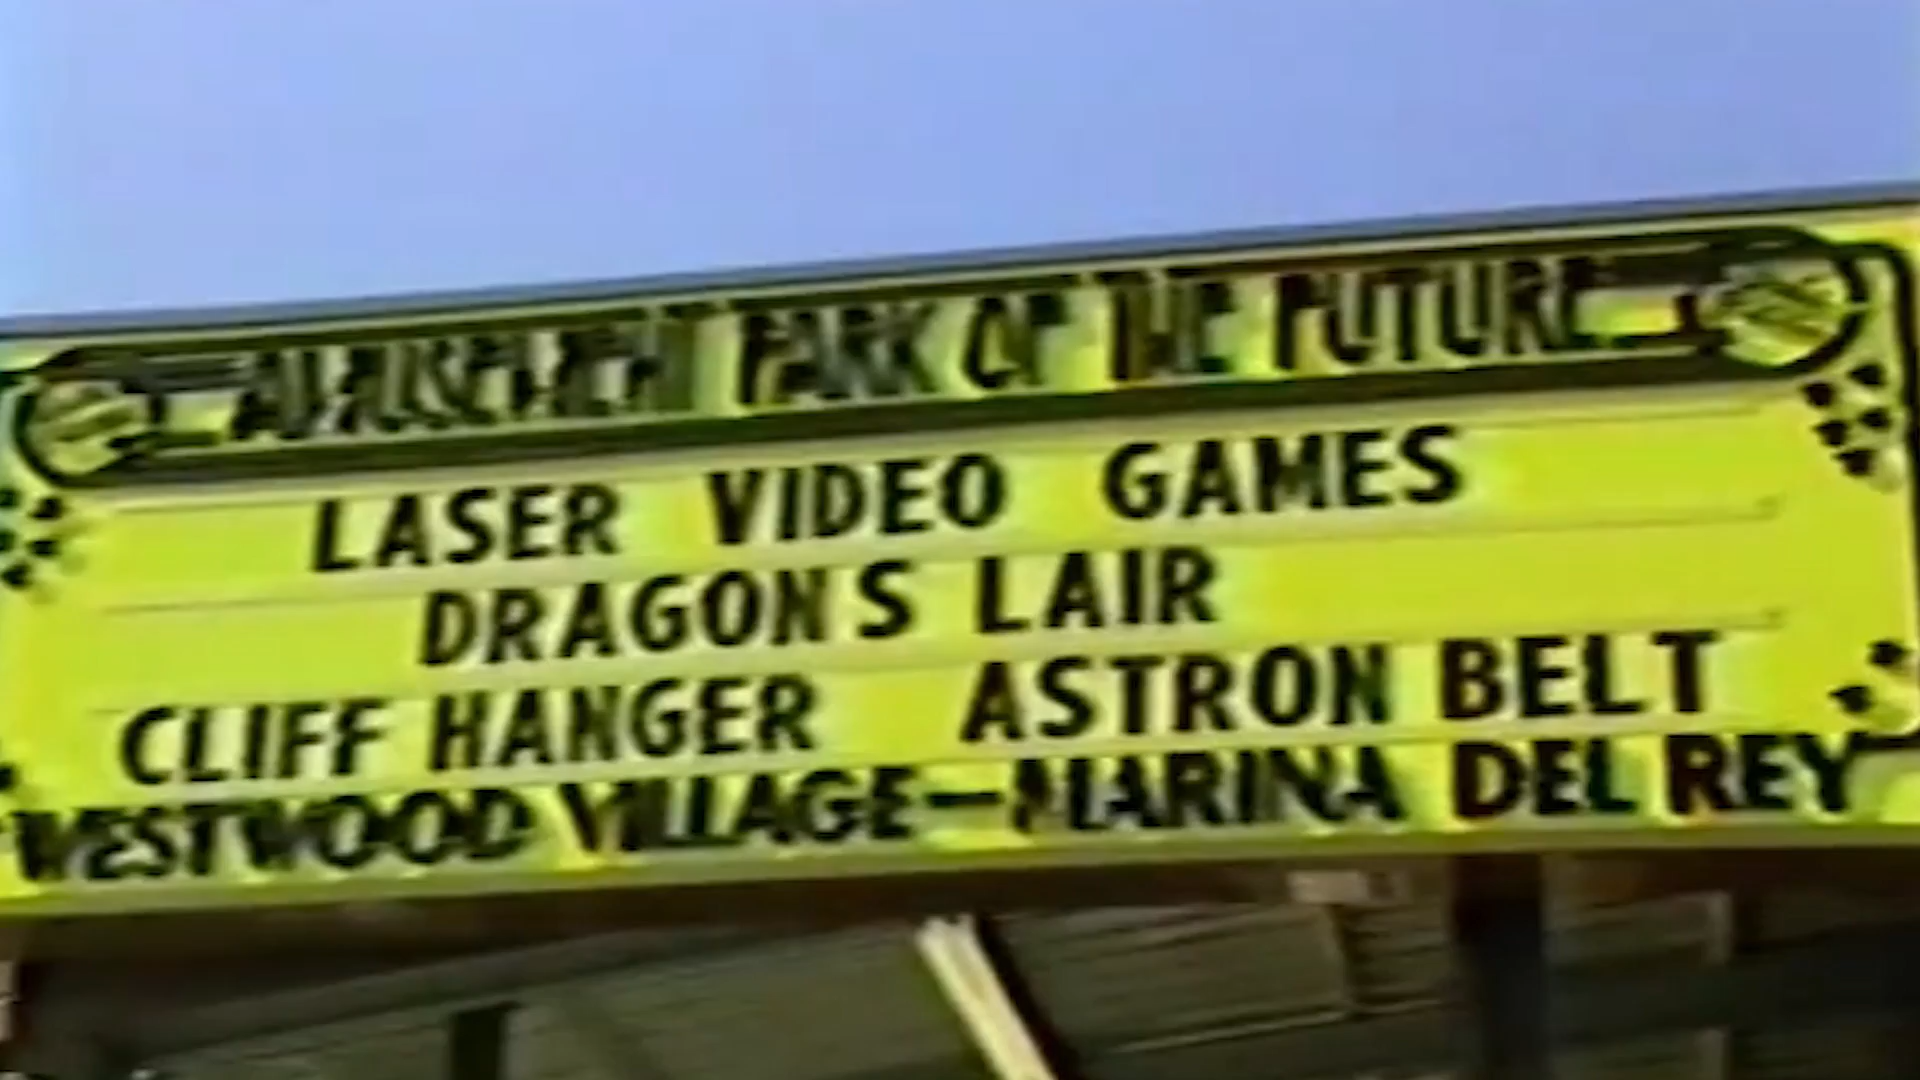 AMUSEMENT PARK OF THE FUTURE
LASER VIDEO GAMES
DRAGON S LAIR
CLIFF HANGER ASTRON BELT
WESTWOOD VILLAGE-MARINA DEL REY